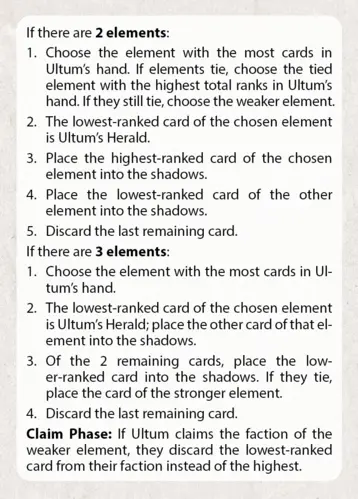 If there are 2 elements:
1. Choose the element with the most cards in
Ultum's hand. If elements tie, choose the tied
element with the highest total ranks in Ultum's
hand. If they still tie, choose the weaker element.
2. The lowest-ranked card of the chosen element
is Ultum's Herald.
3. Place the highest-ranked card of the chosen
element into the shadows.
4. Place the lowest-ranked card of the other
element into the shadows.
5. Discard the last remaining card.
If there are 3 elements:
1. Choose the element with the most cards in Ul-
tum's hand.
2. The lowest-ranked card of the chosen element
is Ultum's Herald; place the other card of that el-
ement into the shadows.
3. Of the 2 remaining cards, place the low-
er-ranked card into the shadows. If they tie,
place the card of the stronger element.
4. Discard the last remaining card.
Claim Phase: If Ultum claims the faction of the
weaker element, they discard the lowest-ranked
card from their faction instead of the highest.